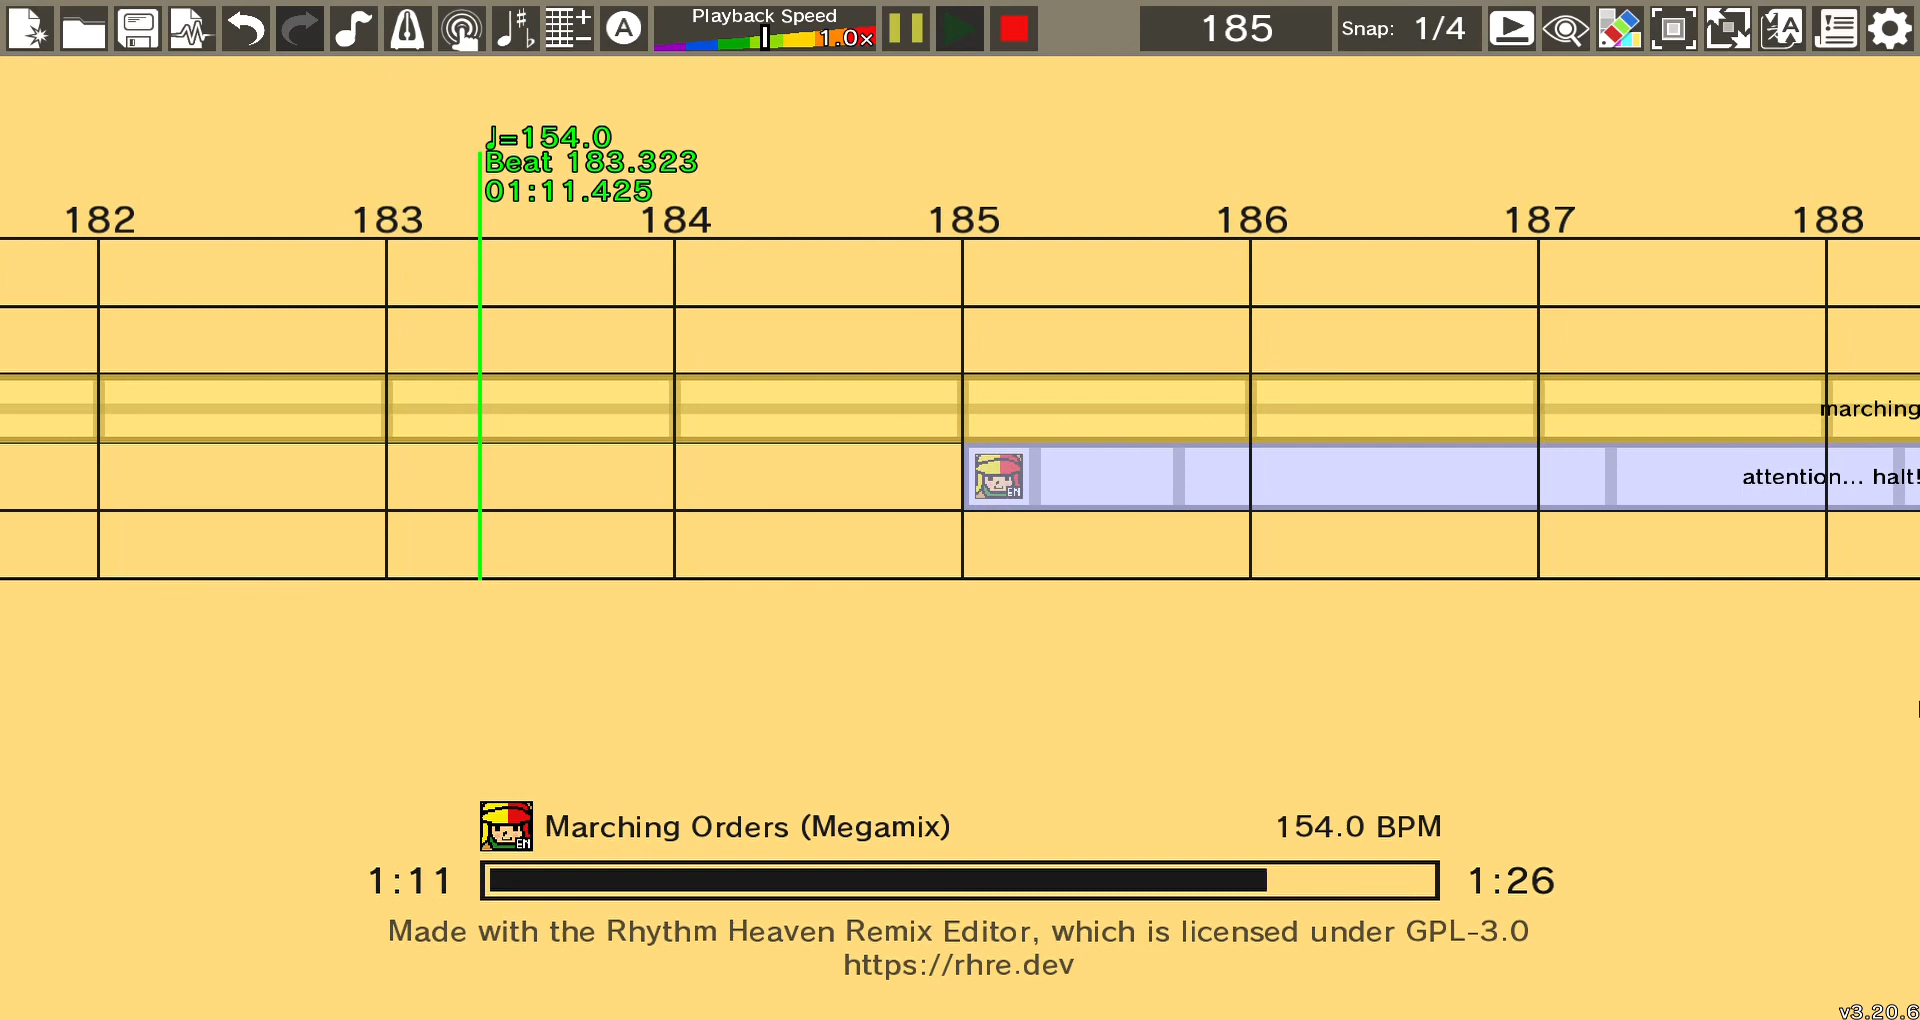 A
Playback Speed
1.0x
185
Snap: 1/4
A
♩=154.0
Beat 183.323
01:11.425
182 183 184 185 186 187 188
marching
EN
attention... halt!
EN
Marching Orders (Megamix) 154.0 BPM
1:11 1:26
Made with the Rhythm Heaven Remix Editor, which is licensed under GPL-3.0
https://rhre.dev
v3.20.6